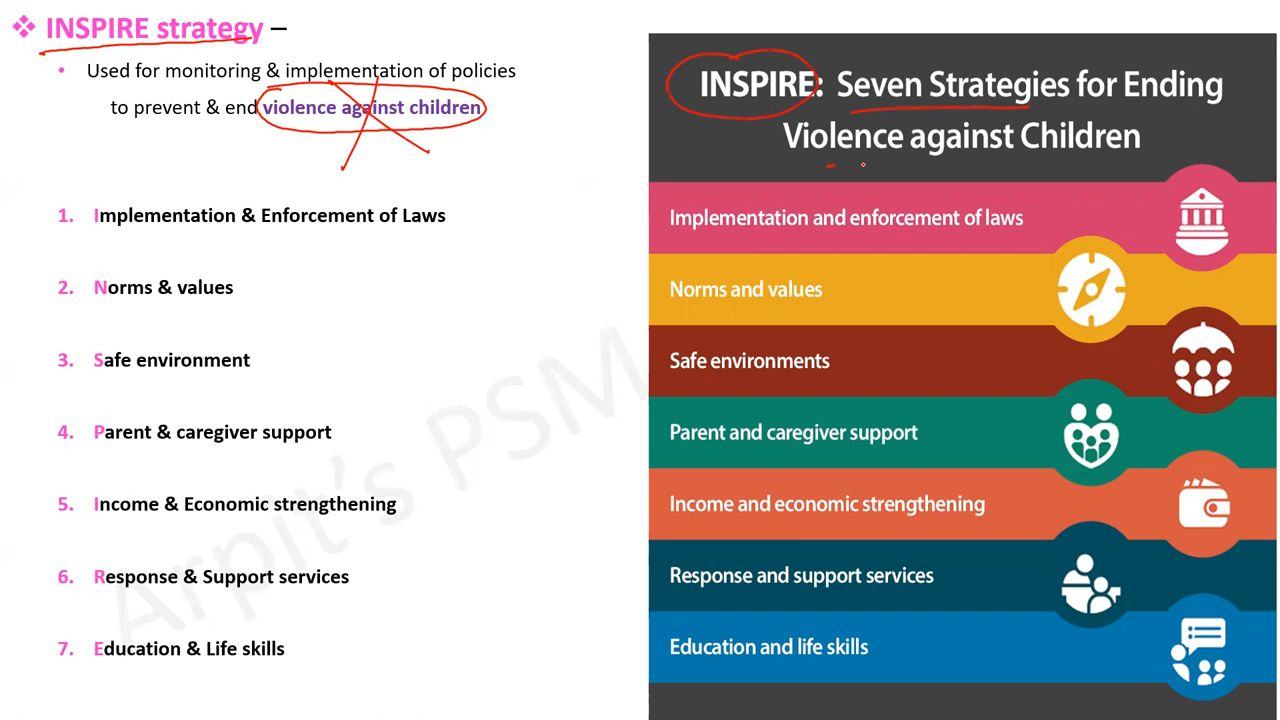 ❖ INSPIRE strategy –
• Used for monitoring & implementation of policies
to prevent & end violence against children
1. Implementation & Enforcement of Laws
2. Norms & values
3. Safe environment
4. Parent & caregiver support
5. Income & Economic strengthening
6. Response & Support services
7. Education & Life skills
Arpit's PSM
INSPIRE: Seven Strategies for Ending
Violence against Children
Implementation and enforcement of laws
Norms and values
Safe environments
Parent and caregiver support
Income and economic strengthening
Response and support services
Education and life skills